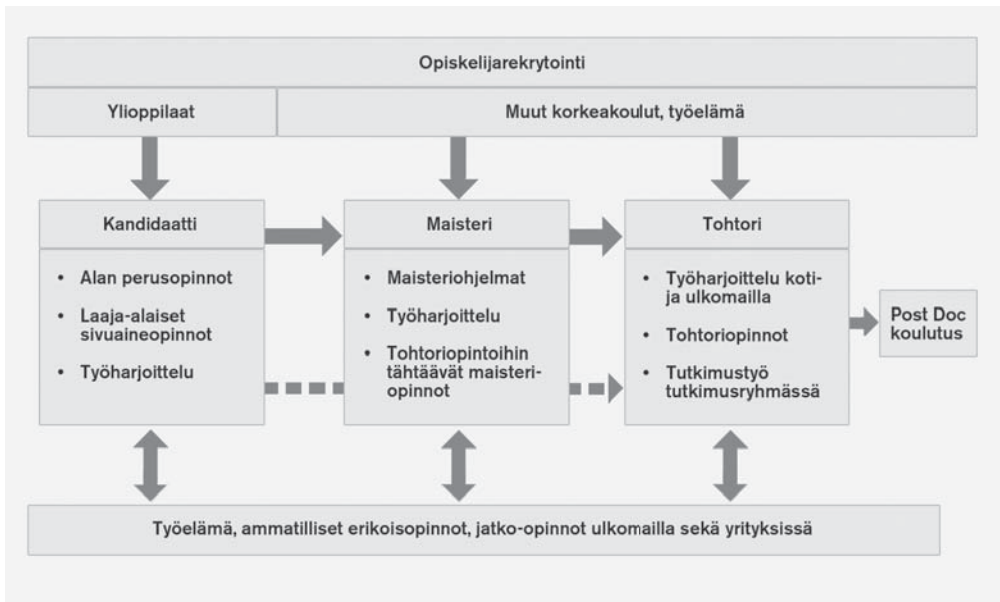 Opiskelijarekrytointi
Ylioppilaat
Muut korkeakoulut, työelämä
Kandidaatti
• Alan perusopinnot
• Laaja-alaiset
sivuaineopinnot
• Työharjoittelu
Maisteri
• Maisteriohjelmat
• Työharjoittelu
• Tohtoriopintoihin
tähtäävät maisteri-
opinnot
Tohtori
• Työharjoittelu koti-
ja ulkomailla
• Tohtoriopinnot
• Tutkimustyö
tutkimusryhmässä
Post Doc
koulutus
Työelämä, ammatilliset erikoisopinnot, jatko-opinnot ulkomailla sekä yrityksissä